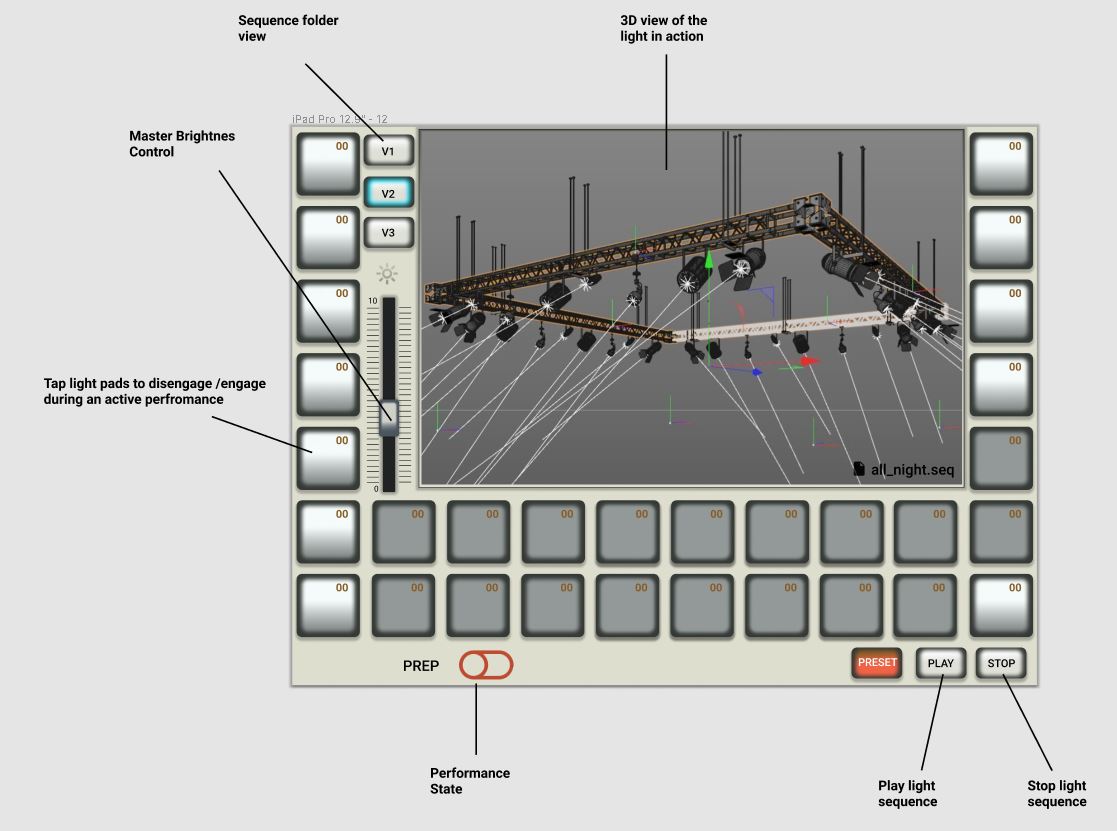 Sequence folder
view
3D view of the
light in action
Master Brightnes
Control
iPad Pro 12.9" - 12
00
V1
00
00
V2
00
V3
00
00
10
00
00
Tap light pads to disengage /engage
during an active perfromance
00
00
all_night.seq
0
00 00 00 00 00 00 00 00 00 00
00 00 00 00 00 00 00 00 00 00
PREP
PRESET
PLAY
STOP
Performance
State
Play light
sequence
Stop light
sequence